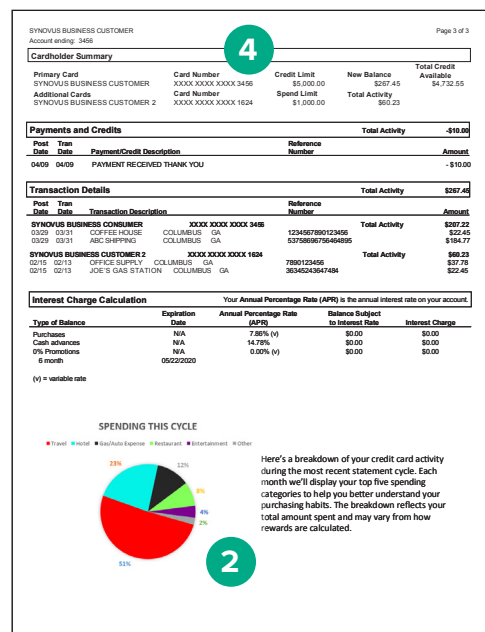 SYNOVUS BUSINESS CUSTOMER Page 3 of 3
Account ending: 3456
4
Cardholder Summary
Total Credit
Primary Card Card Number Credit Limit New Balance Available
SYNOVUS BUSINESS CUSTOMER XXXX XXXX XXXX 3456 $5,000.00 $267.45 $4,732.55
Additional Cards Card Number Spend Limit Total Activity
SYNOVUS BUSINESS CUSTOMER 2 XXXX XXXX XXXX 1624 $1,000.00 $60.23
Payments and Credits Total Activity -$10.00
Post Tran Reference
Date Date Payment/Credit Description Number Amount
04/09 04/09 PAYMENT RECEIVED THANK YOU - $10.00
Transaction Details Total Activity $267.45
Post Tran Reference
Date Date Transaction Description Number Amount
SYNOVUS BUSINESS CONSUMER XXXX XXXX XXXX 3456 Total Activity $207.22
03/29 03/31 COFFEE HOUSE COLUMBUS GA 1234567890123456 $22.45
03/29 03/31 ABC SHIPPING COLUMBUS GA 53758696756464895 $184.77
SYNOVUS BUSINESS CUSTOMER 2 XXXX XXXX XXXX 1624 Total Activity $60.23
02/15 02/13 OFFICE SUPPLY COLUMBUS GA 7890123456 $37.78
02/15 02/13 JOE'S GAS STATION COLUMBUS GA 36345243647484 $22.45
Interest Charge Calculation Your Annual Percentage Rate (APR) is the annual interest rate on your account.
Expiration Annual Percentage Rate Balance Subject
Type of Balance Date (APR) to Interest Rate Interest Charge
Purchases N/A 7.86% (v) $0.00 $0.00
Cash advances N/A 14.78% $0.00 $0.00
0% Promotions N/A 0.00% (v) $0.00 $0.00
6 month 05/22/2020
(v) = variable rate
SPENDING THIS CYCLE
Travel Hotel Gas/Auto Expense Restaurant Entertainment Other
23% 12%
8%
4%
2%
51%
Here's a breakdown of your credit card activity
during the most recent statement cycle. Each
month we'll display your top five spending
categories to help you better understand your
purchasing habits. The breakdown reflects your
total amount spent and may vary from how
rewards are calculated.
2